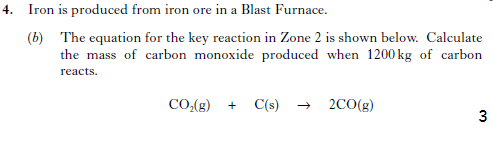 4. Iron is produced from iron ore in a Blast Furnace.
(b) The equation for the key reaction in Zone 2 is shown below. Calculate
the mass of carbon monoxide produced when 1200 kg of carbon
reacts.
CO₂(g) + C(s) → 2CO(g)
3